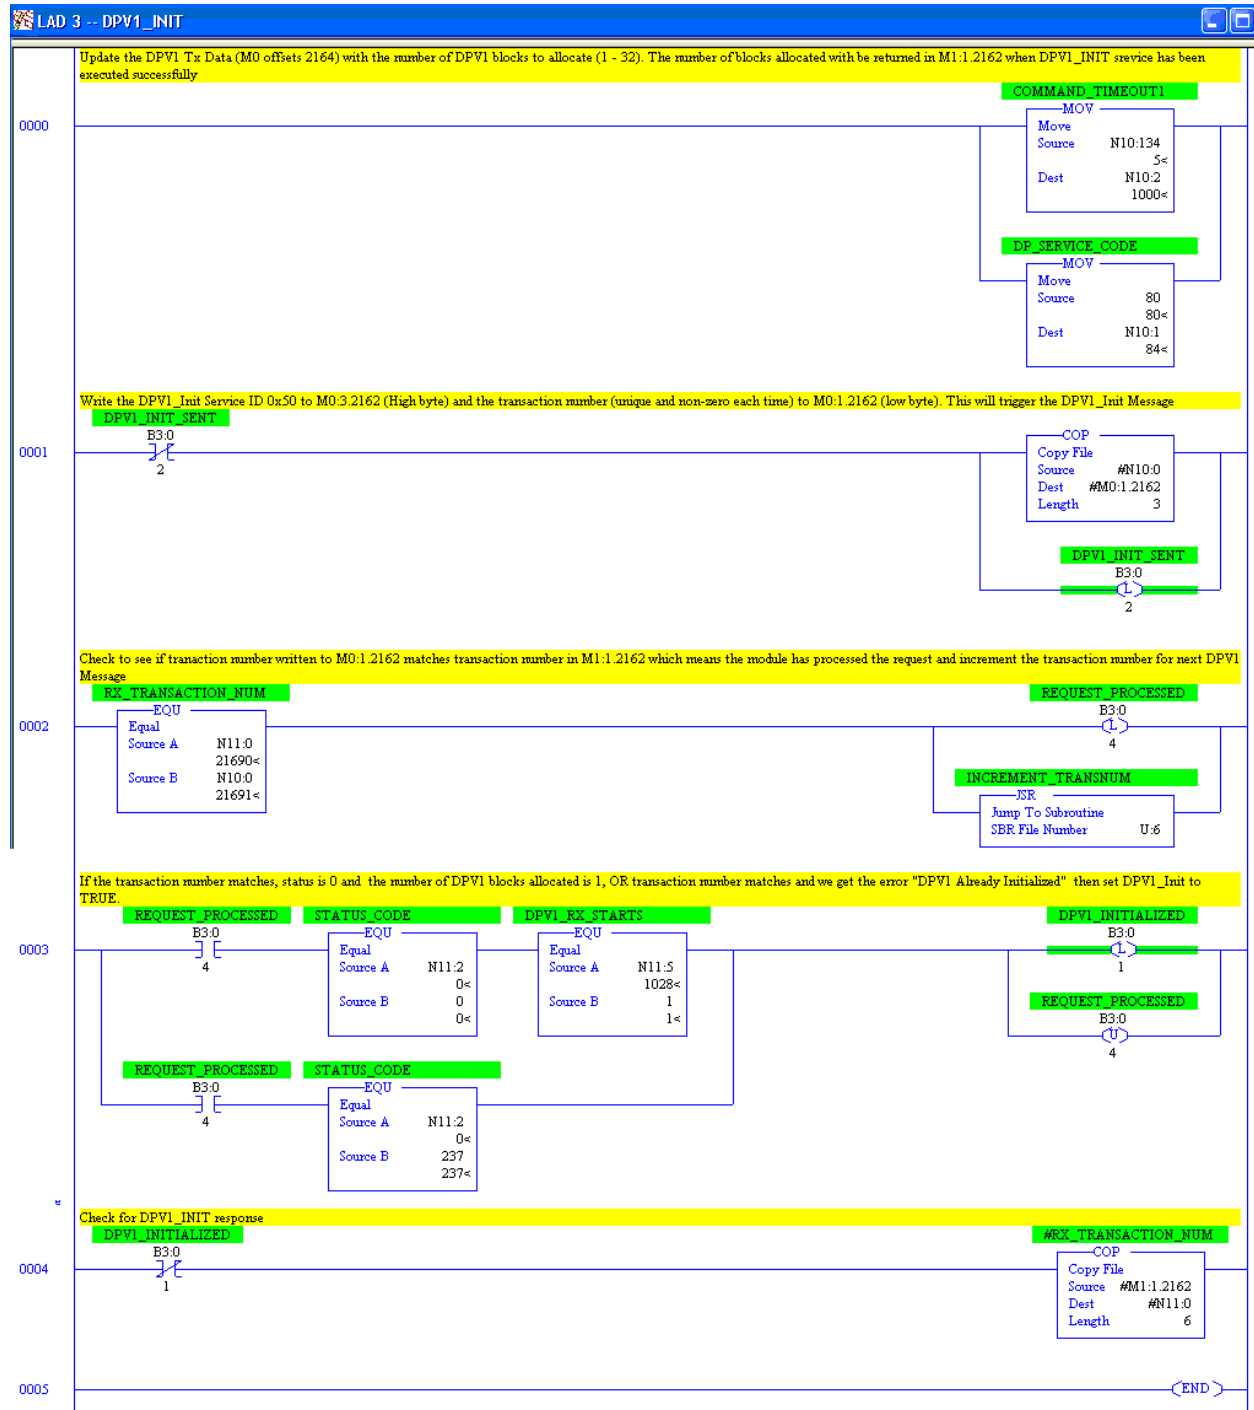 LAD 3 -- DPV1_INIT
Update the DPV1 Tx Data (M0 offsets 2164) with the number of DPV1 blocks to allocate (1 - 32). The number of blocks allocated with be returned in M1:1.2162 when DPV1_INIT srevice has been
executed successfully
COMMAND_TIMEOUT1
MOV
0000
Move
Source N10:134
5<
Dest N10:2
1000<
DP_SERVICE_CODE
MOV
Move
Source 80
80<
Dest N10:1
84<
Write the DPV1_Init Service ID 0x50 to M0:3.2162 (High byte) and the transaction number (unique and non-zero each time) to M0:1.2162 (low byte). This will trigger the DPV1_Init Message
DPV1_INIT_SENT
B3:0
2
0001
COP
Copy File
Source #N10:0
Dest #M0:1.2162
Length 3
DPV1_INIT_SENT
B3:0
L
2
Check to see if tranaction number written to M0:1.2162 matches transaction number in M1:1.2162 which means the module has processed the request and increment the transaction number for next DPV1
Message
RX_TRANSACTION_NUM
EQU
0002
Equal
Source A N11:0
21690<
Source B N10:0
21691<
REQUEST_PROCESSED
B3:0
L
4
INCREMENT_TRANSNUM
JSR
Jump To Subroutine
SBR File Number U:6
If the transaction number matches, status is 0 and the number of DPV1 blocks allocated is 1, OR transaction number matches and we get the error "DPV1 Already Initialized" then set DPV1_Init to
TRUE.
REQUEST_PROCESSED
B3:0
4
0003
STATUS_CODE
EQU
Equal
Source A N11:2
0<
Source B 0
0<
DPV1_RX_STARTS
EQU
Equal
Source A N11:5
1028<
Source B 1
1<
DPV1_INITIALIZED
B3:0
L
1
REQUEST_PROCESSED
B3:0
U
4
REQUEST_PROCESSED
B3:0
4
STATUS_CODE
EQU
Equal
Source A N11:2
0<
Source B 237
237<
Check for DPV1_INIT response
DPV1_INITIALIZED
B3:0
1
0004
#RX_TRANSACTION_NUM
COP
Copy File
Source #M1:1.2162
Dest #N11:0
Length 6
0005
END